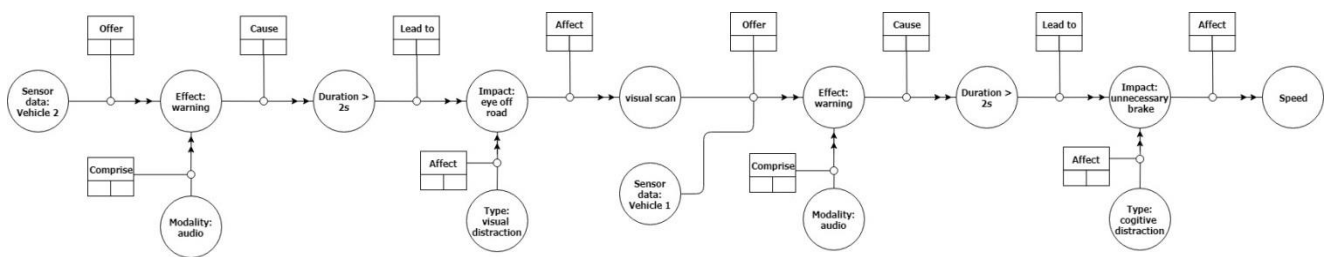 Offer
Cause
Lead to
Affect
Offer
Cause
Lead to
Affect
Sensor
data:
Vehicle 2
Effect:
warning
Duration >
2s
Impact:
eye off
road
visual scan
Effect:
warning
Duration >
2s
Impact:
unnecessary
brake
Speed
Comprise
Modality:
audio
Affect
Type:
visual
distraction
Sensor
data:
Vehicle 1
Comprise
Modality:
audio
Affect
Type:
cogitive
distraction